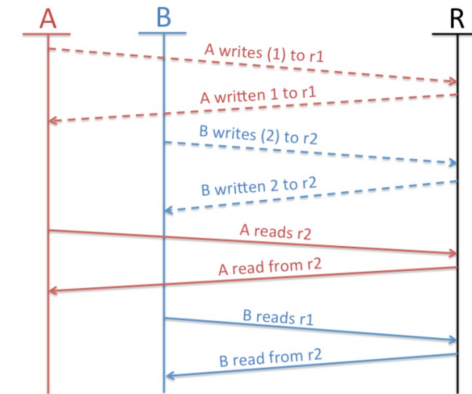 A
B
R
A writes (1) to r1
A written 1 to r1
B writes (2) to r2
B written 2 to r2
A reads r2
A read from r2
B reads r1
B read from r2